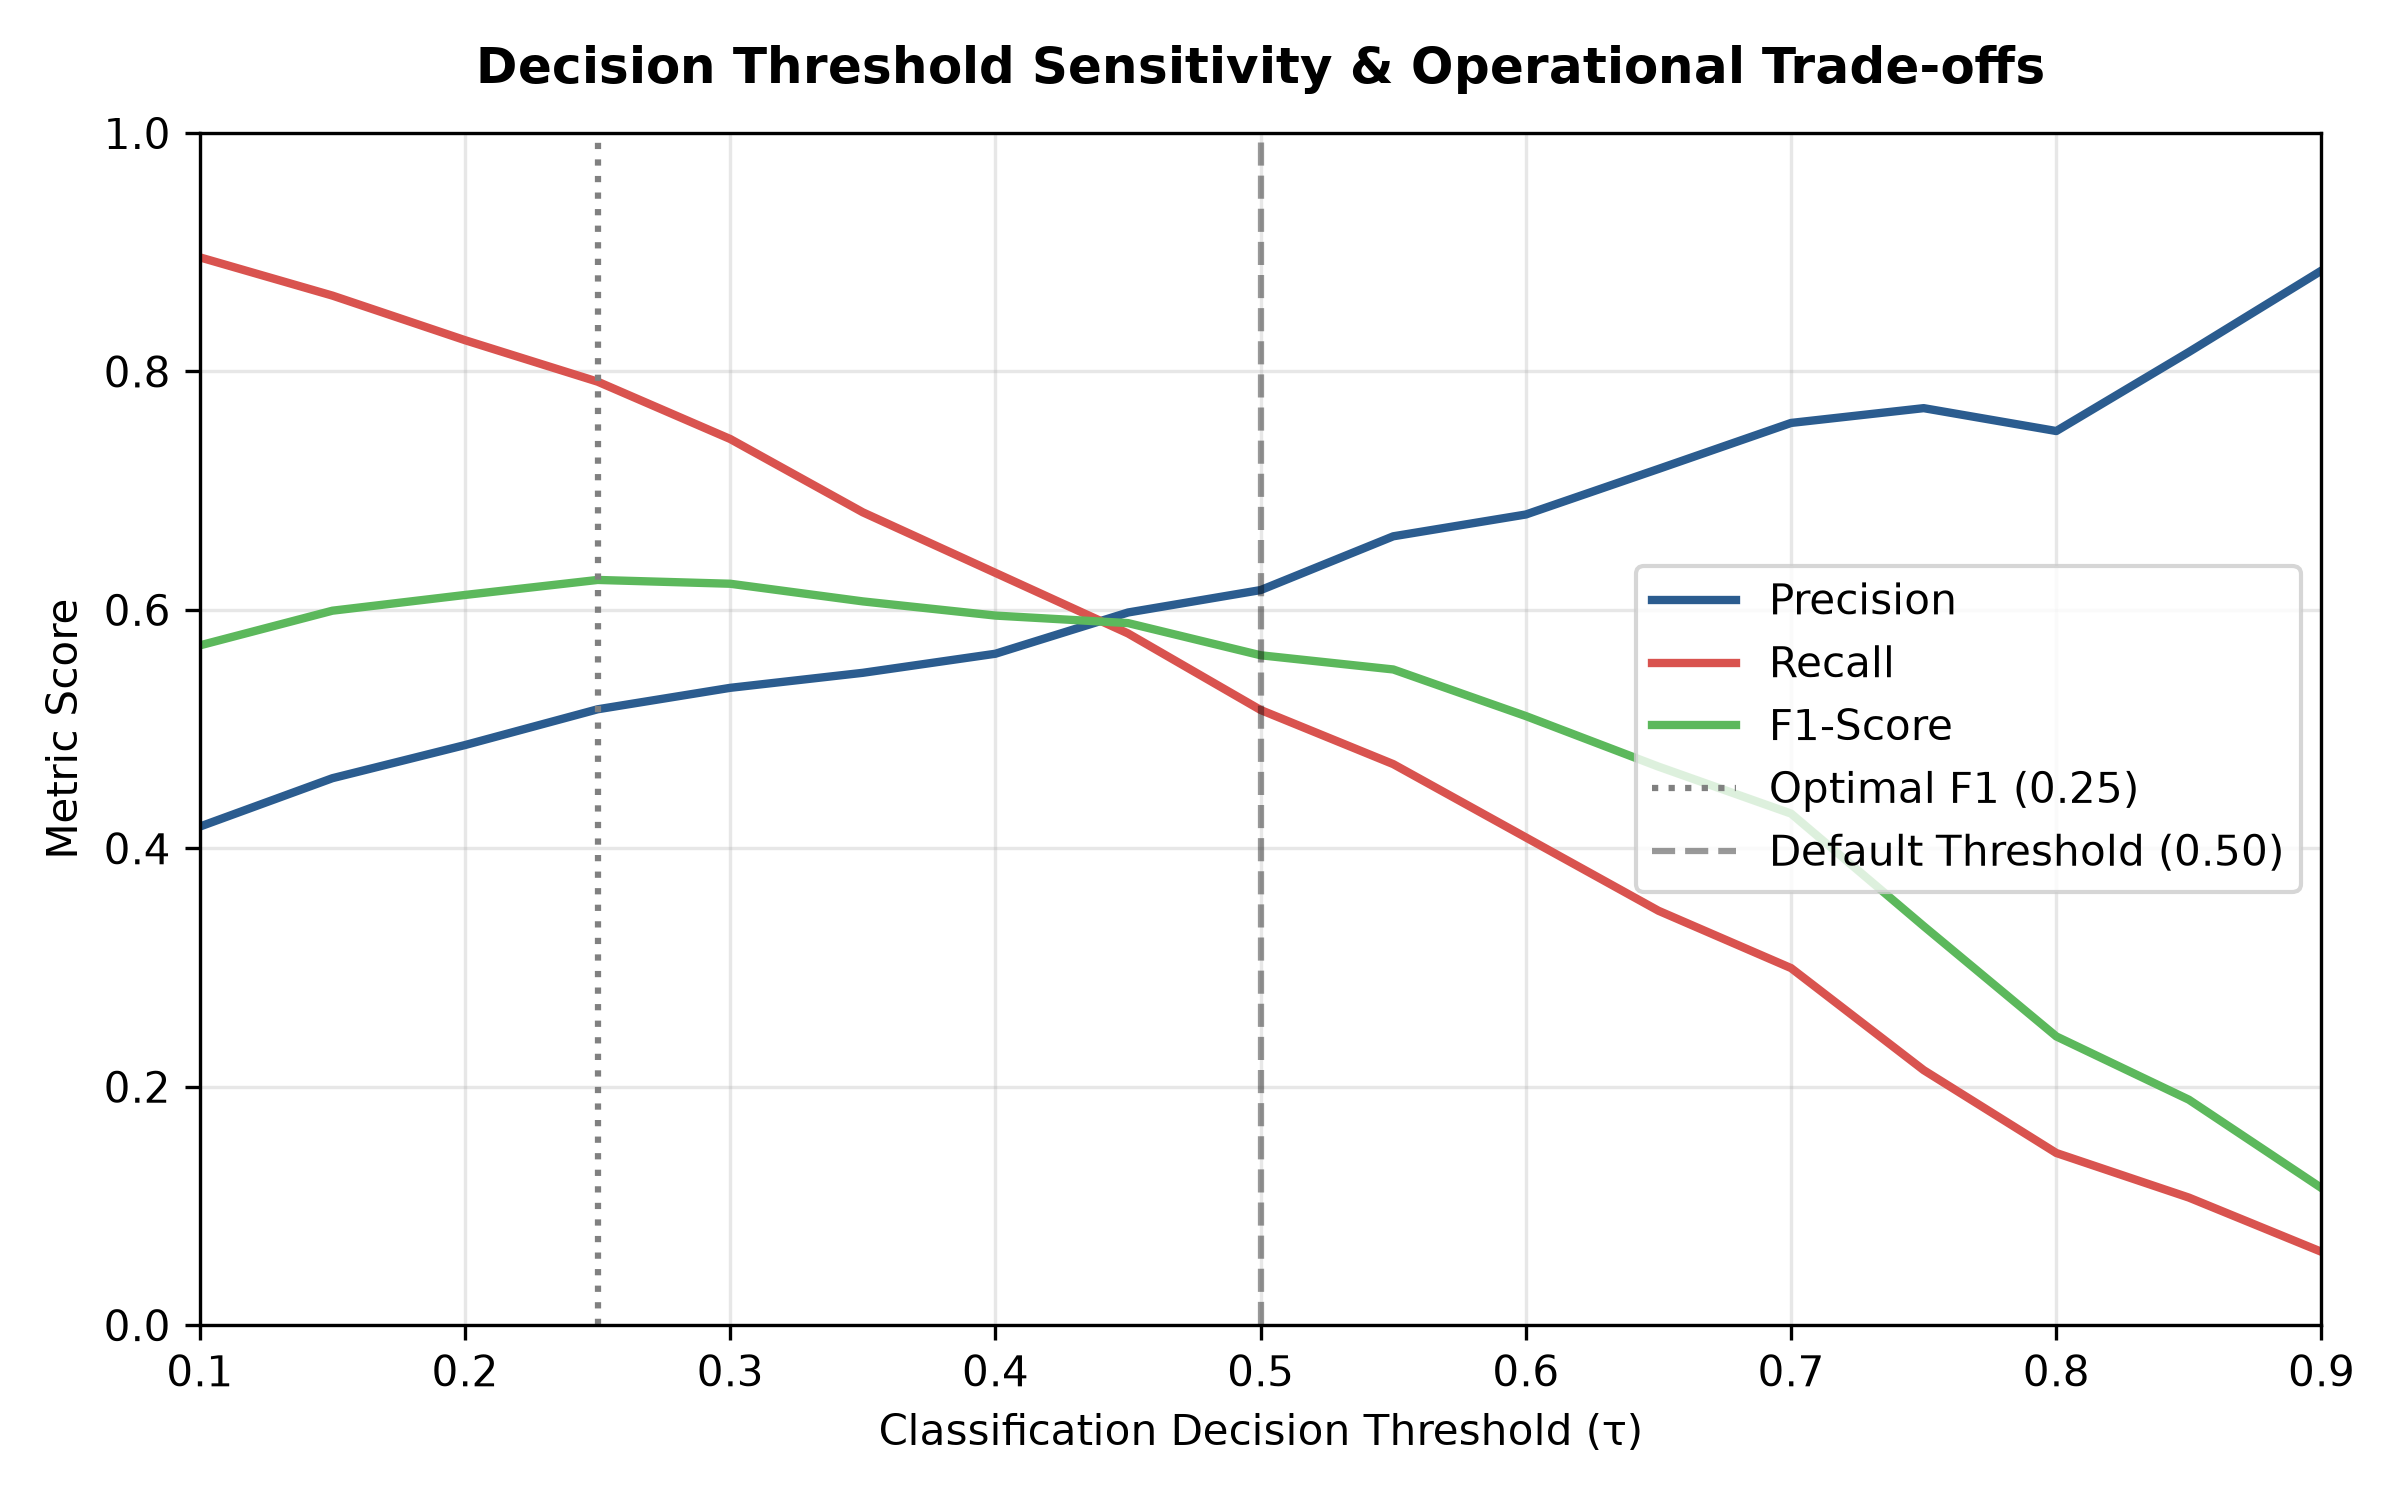 Decision Threshold Sensitivity & Operational Trade-offs
1.0
0.8
0.6
0.4
0.2
0.0
Metric Score
Precision
Recall
F1-Score
Optimal F1 (0.25)
Default Threshold (0.50)
0.1 0.2 0.3 0.4 0.5 0.6 0.7 0.8 0.9
Classification Decision Threshold (τ)